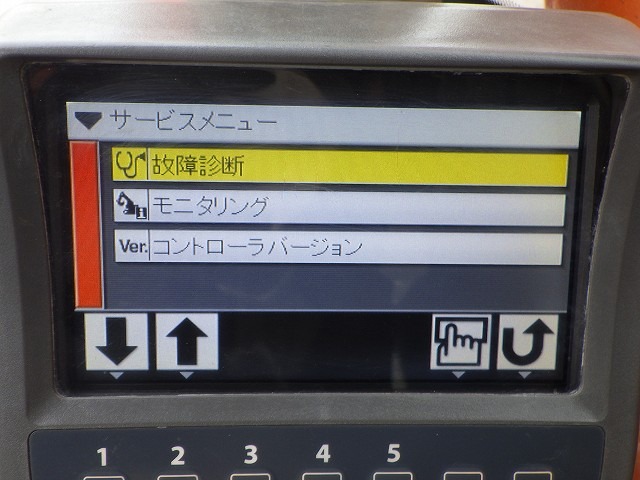 サービスメニュー
故障診断
モニタリング
Ver. コントローラバージョン
1 2 3 4 5